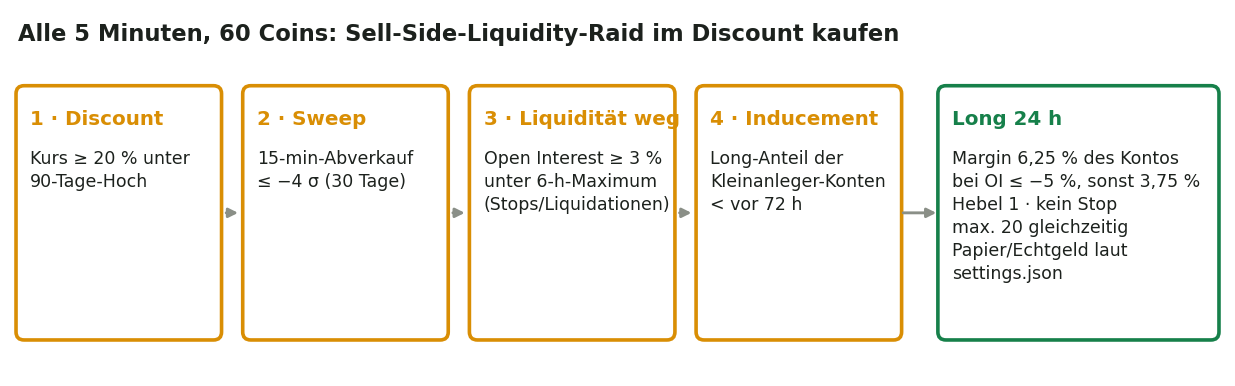 Alle 5 Minuten, 60 Coins: Sell-Side-Liquidity-Raid im Discount kaufen
1 · Discount
Kurs ≥ 20 % unter
90-Tage-Hoch
2 · Sweep
15-min-Abverkauf
≤ −4 σ (30 Tage)
3 · Liquidität weg
Open Interest ≥ 3 %
unter 6-h-Maximum
(Stops/Liquidationen)
4 · Inducement
Long-Anteil der
Kleinanleger-Konten
< vor 72 h
Long 24 h
Margin 6,25 % des Kontos
bei OI ≤ −5 %, sonst 3,75 %
Hebel 1 · kein Stop
max. 20 gleichzeitig
Papier/Echtgeld laut
settings.json